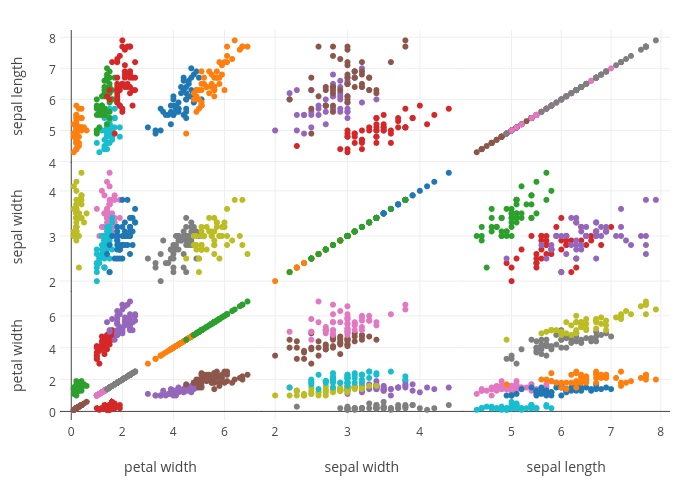 8
7
6
5
4
sepal length
4
3
2
sepal width
6
4
2
0
petal width
0 2 4 6 2 3 4 5 6 7 8
petal width sepal width sepal length